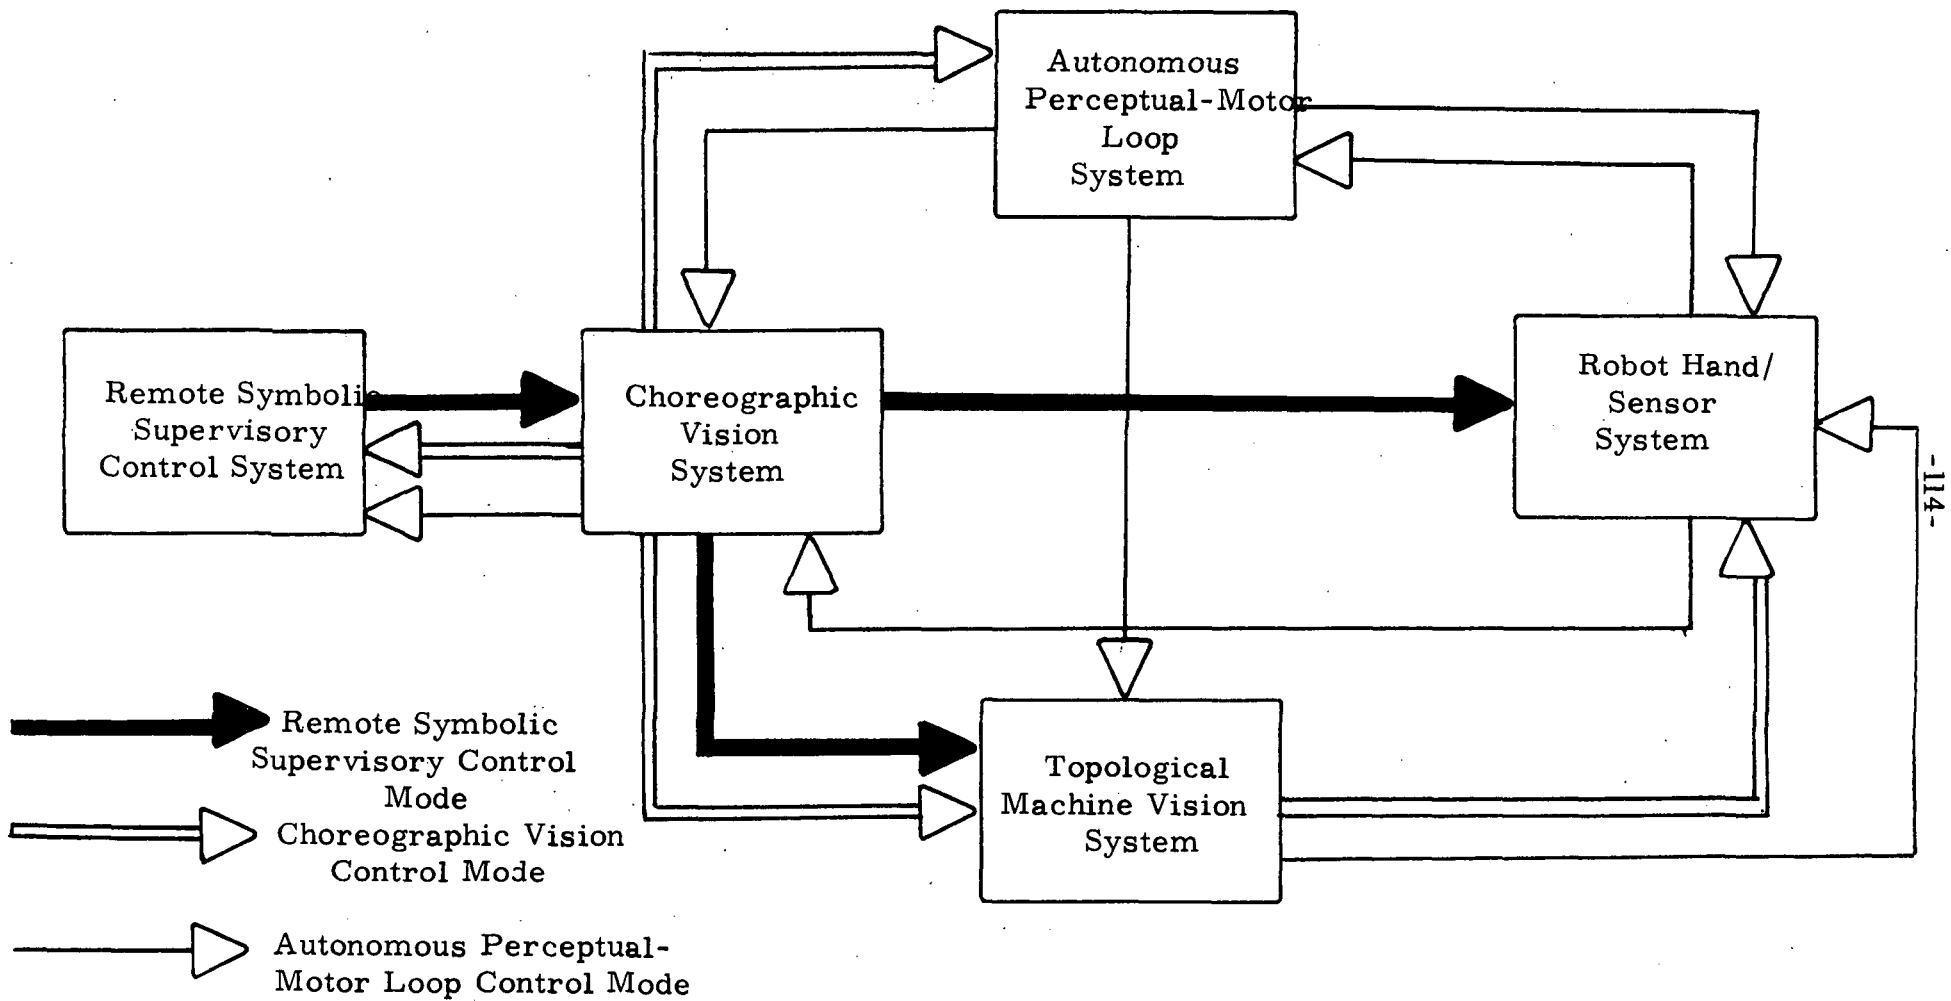 Autonomous
Perceptual-Motor
Loop
System
Remote Symbolic
Supervisory
Control System
Choreographic
Vision
System
Robot Hand/
Sensor
System
-114-
Topological
Machine Vision
System
Remote Symbolic
Supervisory Control
Mode
Choreographic Vision
Control Mode
Autonomous Perceptual-
Motor Loop Control Mode